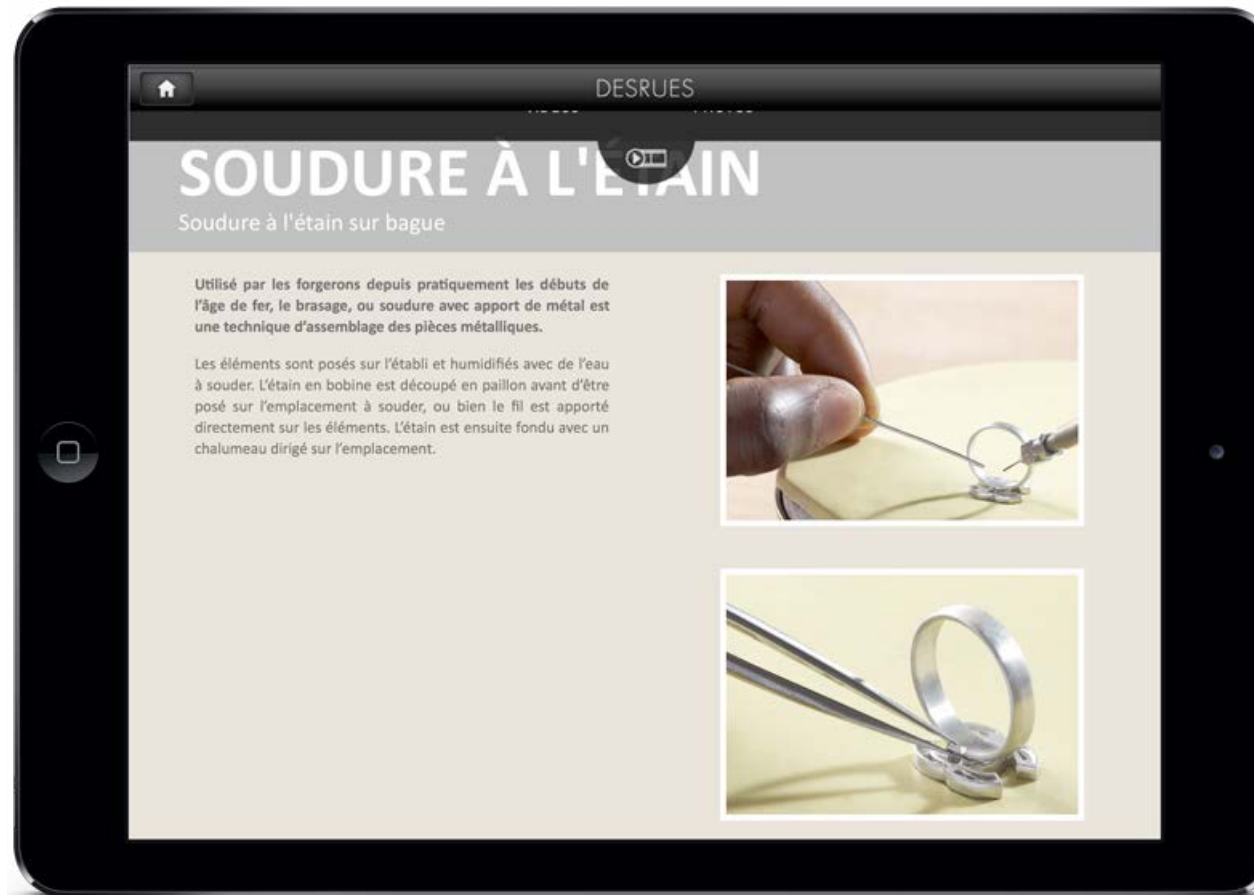 DESRUES
SOUDURE À L'ÉTAIN
Soudure à l'étain sur bague
Utilisé par les forgerons depuis pratiquement les débuts de
l'âge de fer, le brasage, ou soudure avec apport de métal est
une technique d'assemblage des pièces métalliques.
Les éléments sont posés sur l'établi et humidifiés avec de l'eau
à souder. L'étain en bobine est découpé en paillon avant d'être
posé sur l'emplacement à souder, ou bien le fil est apporté
directement sur les éléments. L'étain est ensuite fondu avec un
chalumeau dirigé sur l'emplacement.